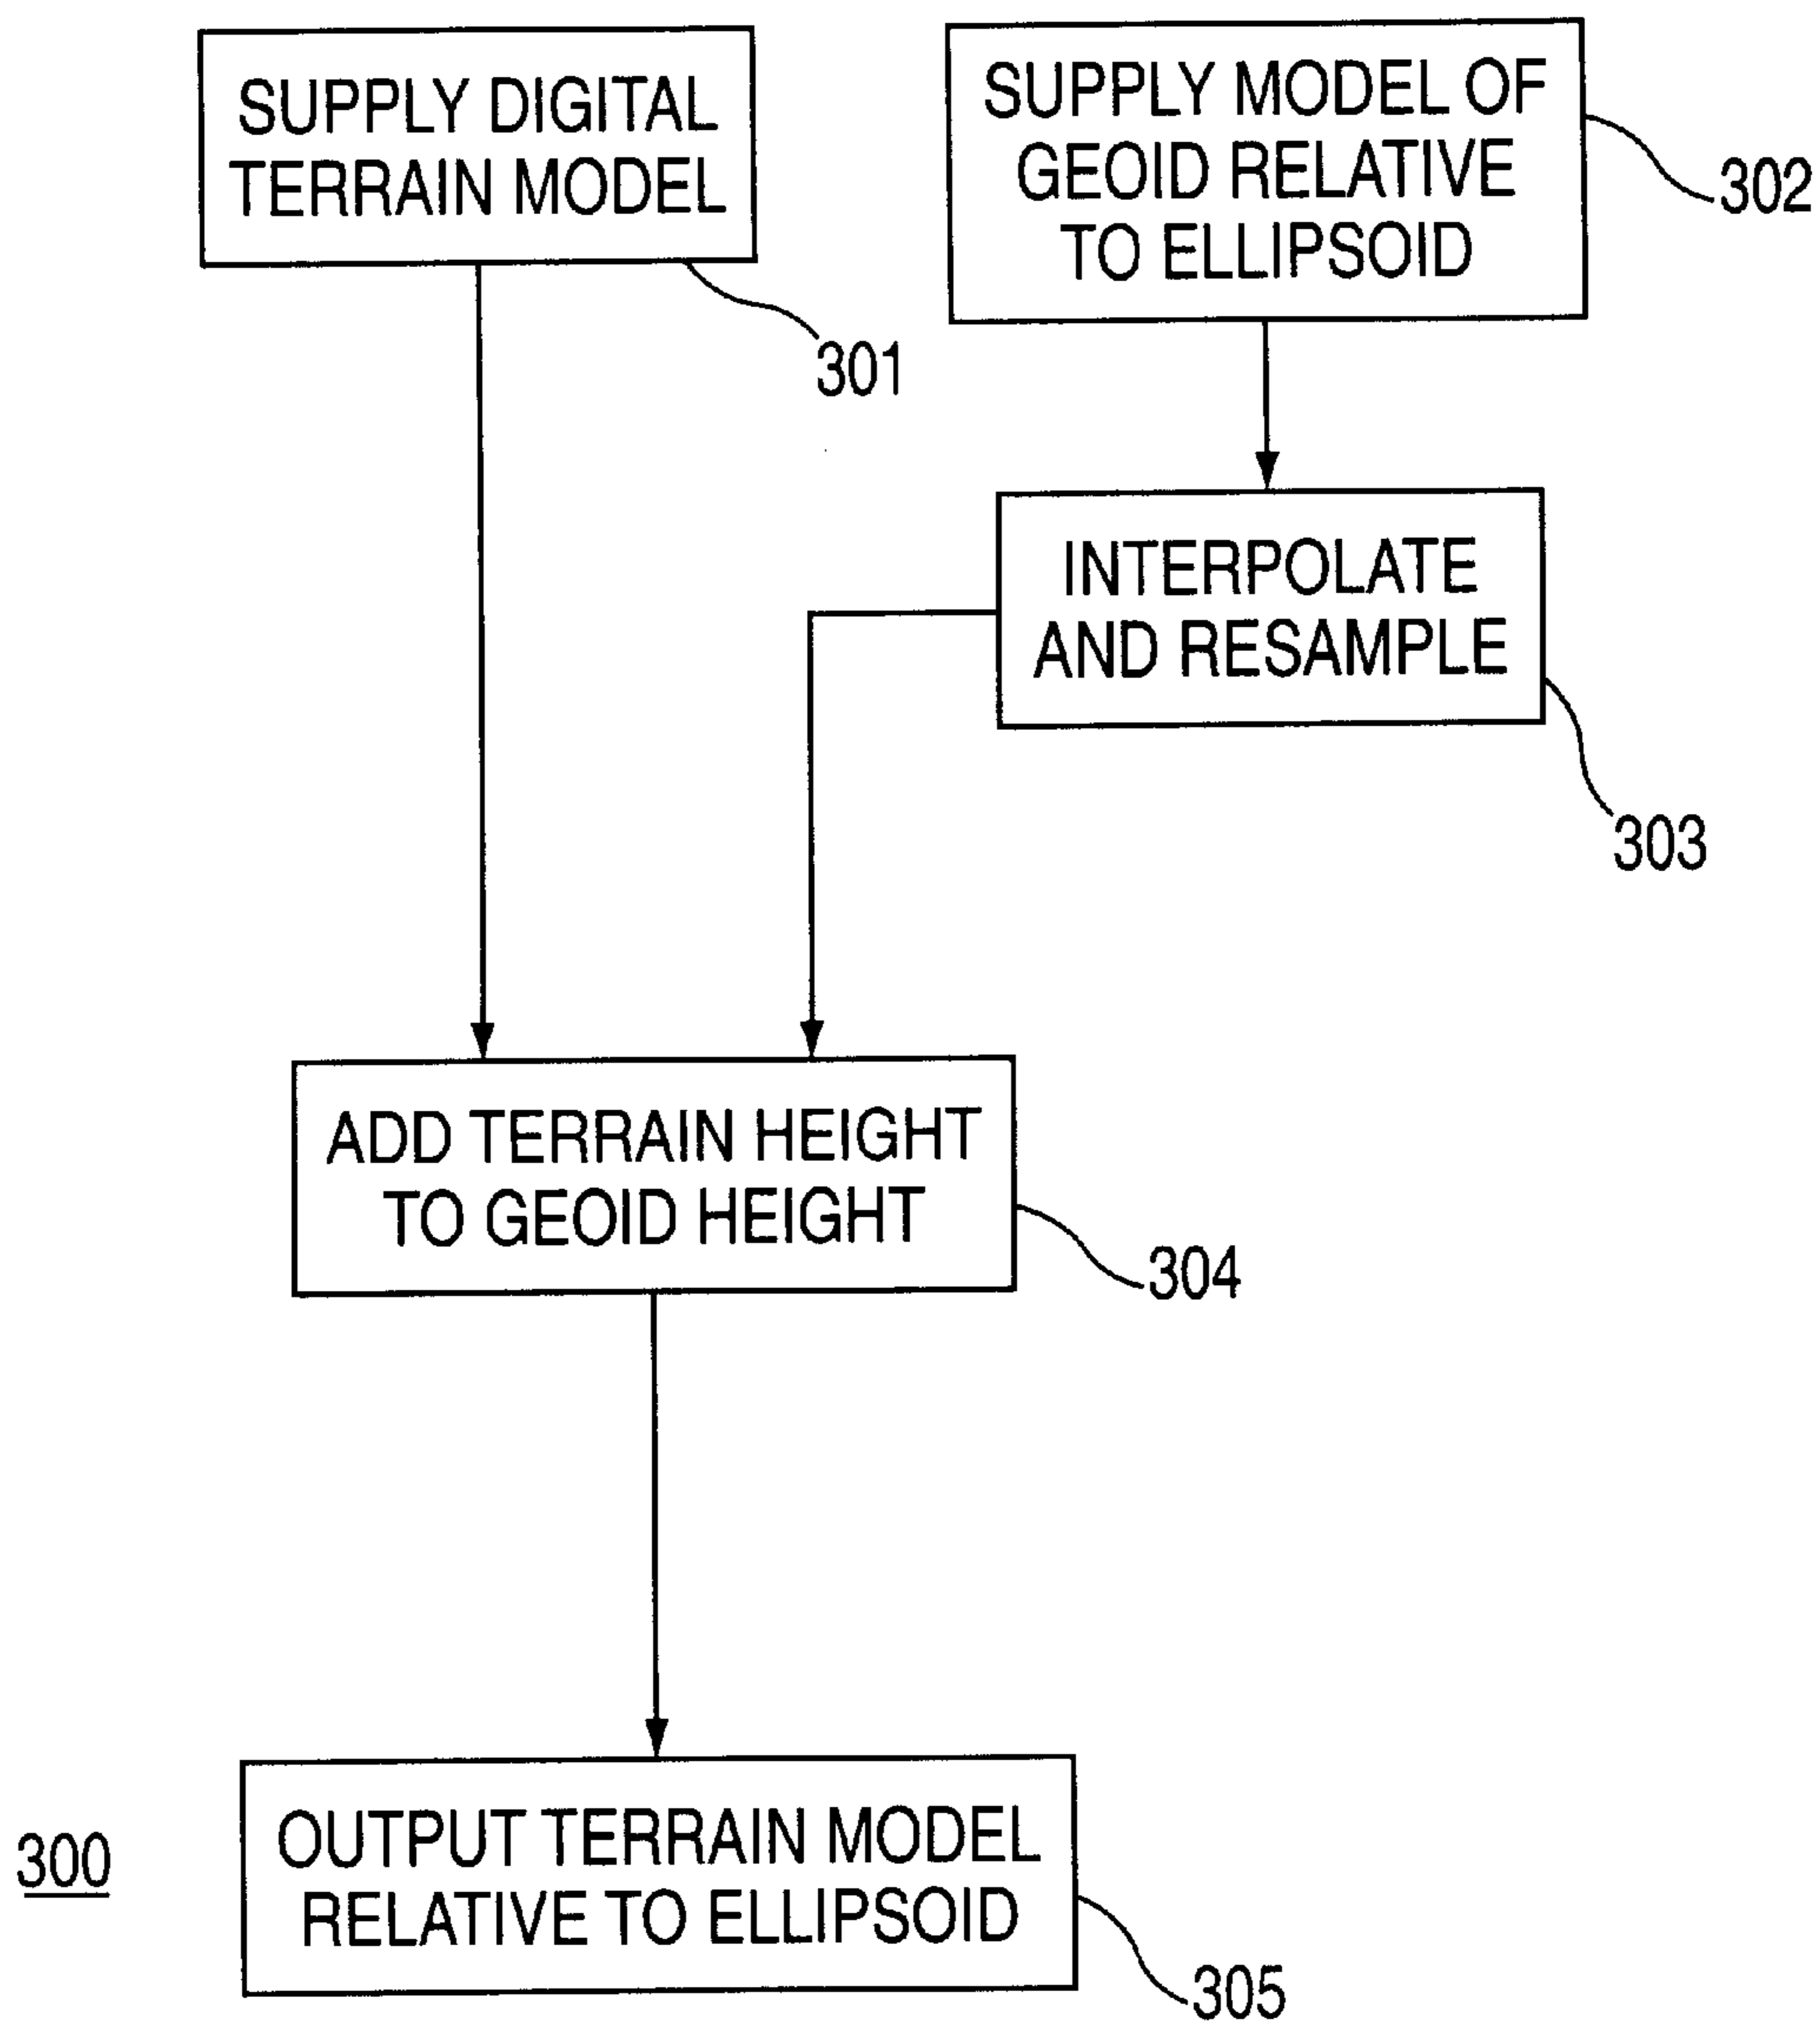 SUPPLY DIGITAL
TERRAIN MODEL
301
SUPPLY MODEL OF
GEOID RELATIVE
TO ELLIPSOID
302
INTERPOLATE
AND RESAMPLE
303
ADD TERRAIN HEIGHT
TO GEOID HEIGHT
304
OUTPUT TERRAIN MODEL
RELATIVE TO ELLIPSOID
305
300